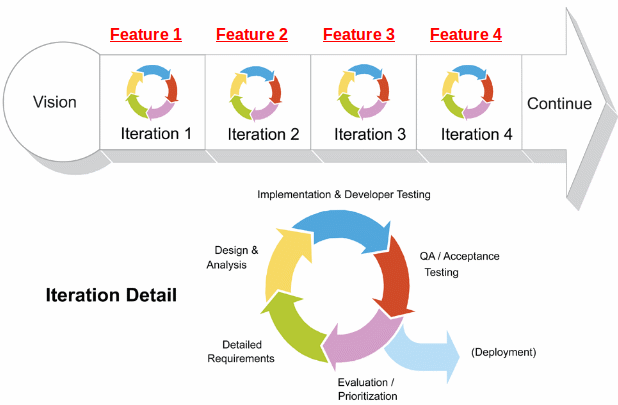 Feature 1 Feature 2 Feature 3 Feature 4
Vision
Iteration 1 Iteration 2 Iteration 3 Iteration 4
Continue
Implementation & Developer Testing
Design &
Analysis
QA / Acceptance
Testing
Iteration Detail
Detailed
Requirements
(Deployment)
Evaluation /
Prioritization